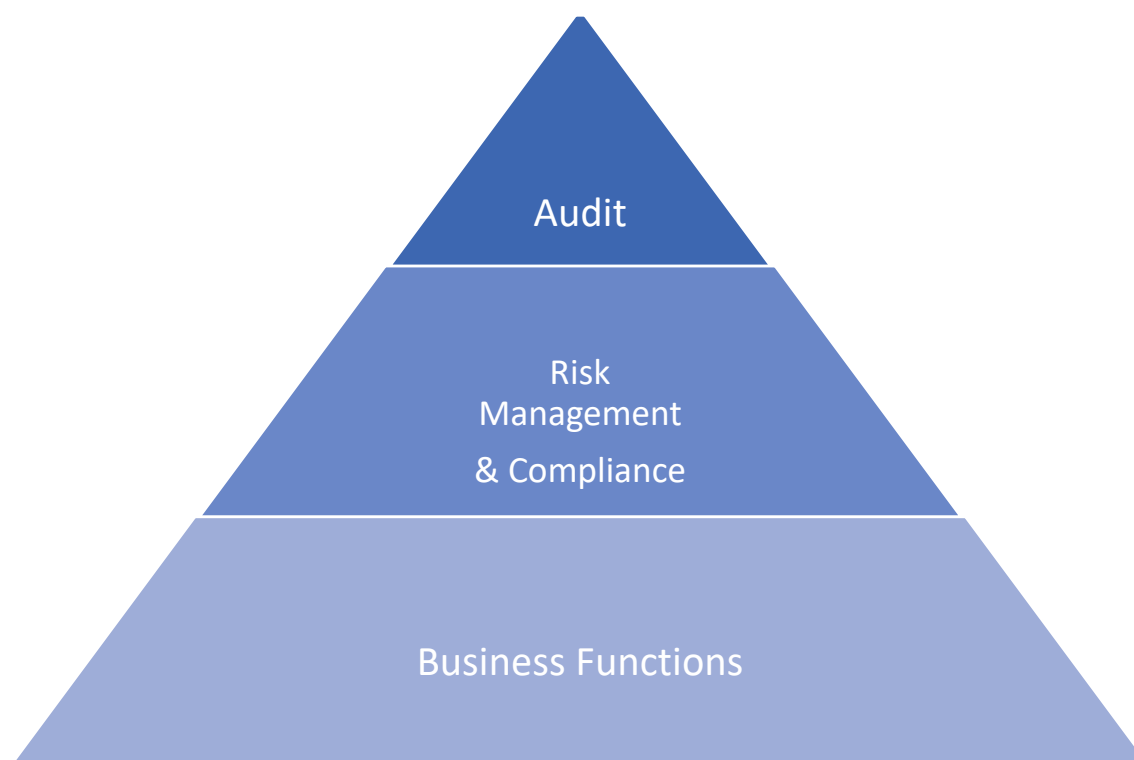 Audit
Risk
Management
& Compliance
Business Functions